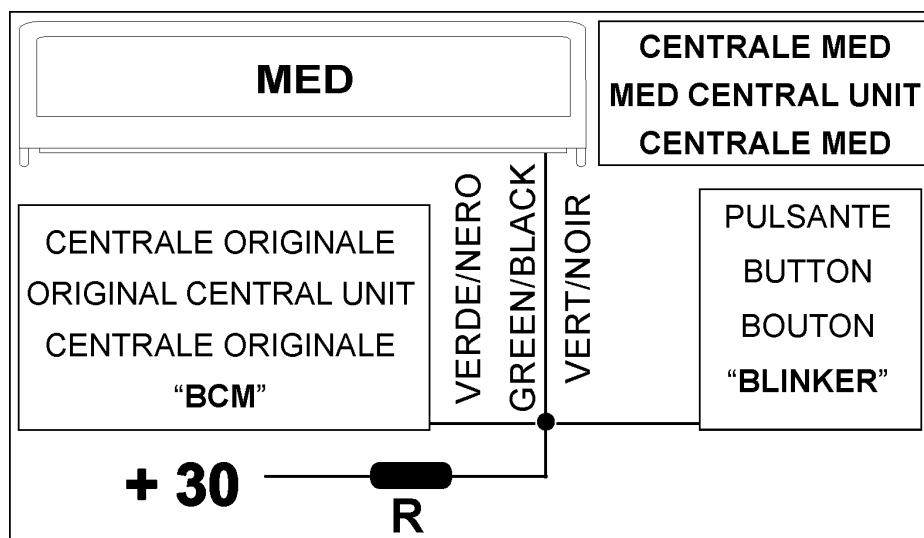 MED
CENTRALE MED
MED CENTRAL UNIT
CENTRALE MED
CENTRALE ORIGINALE
ORIGINAL CENTRAL UNIT
CENTRALE ORIGINALE
“BCM”
VERDE/NERO
GREEN/BLACK
VERT/NOIR
PULSANTE
BUTTON
BOUTON
“BLINKER”
+ 30
R